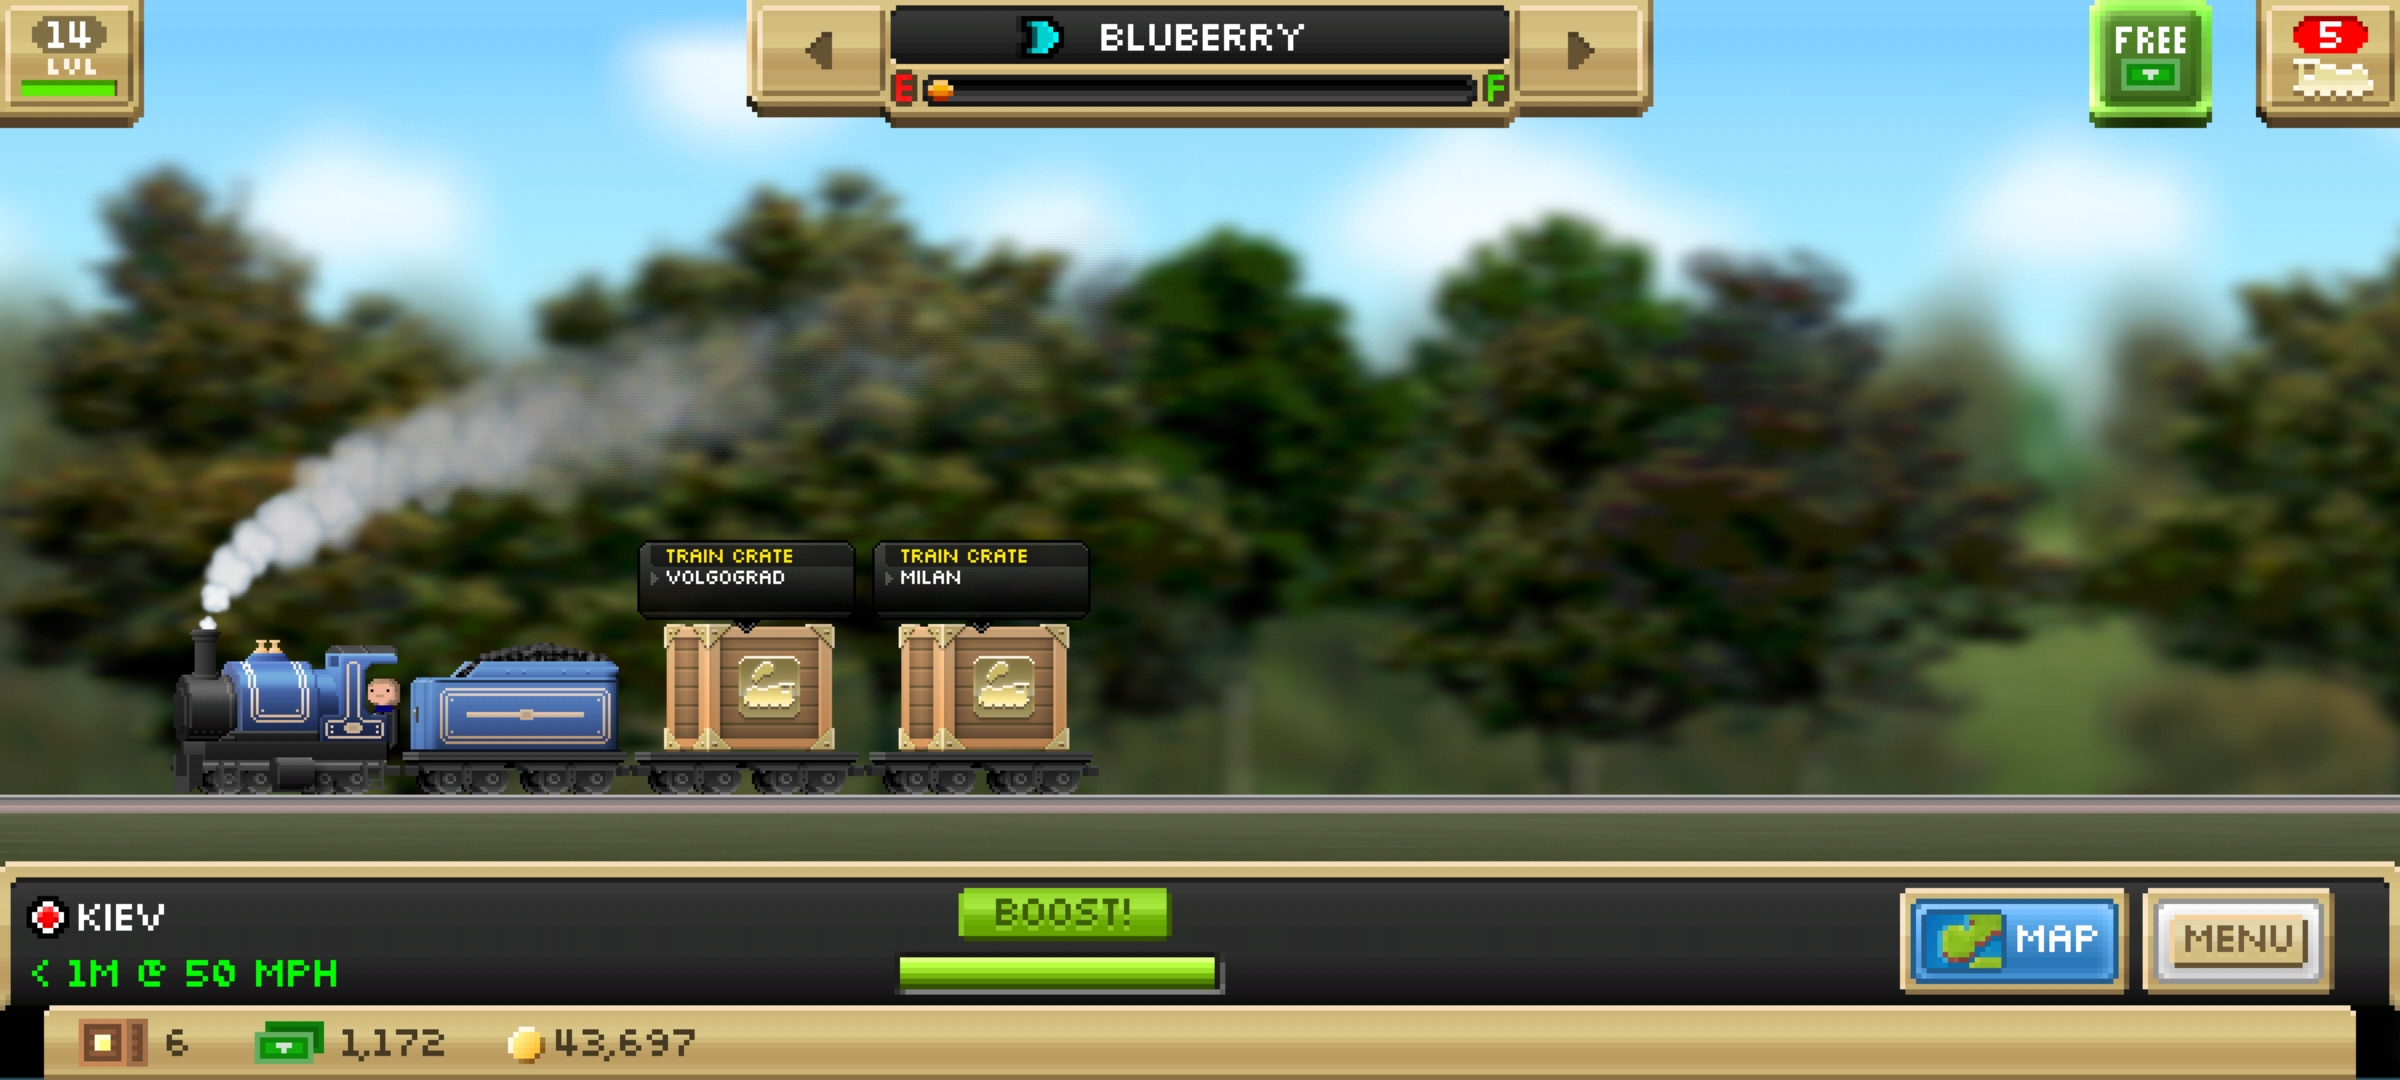 14
LVL
BLUBERRY
E
F
FREE
5
TRAIN CRATE
VOLGOGRAD
TRAIN CRATE
MILAN
KIEV
< 1M @ 50 MPH
BOOST!
MAP
MENU
6
1,172
43,697